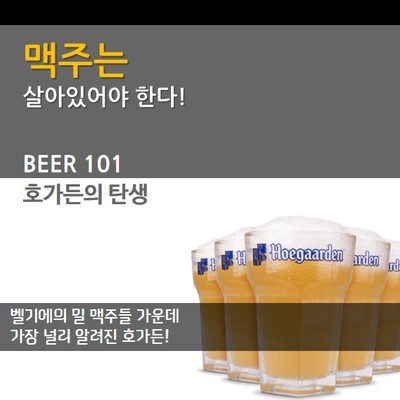 맥주는
살아있어야 한다!
BEER 101
호가든의 탄생
Hoegaarden
벨기에의 밀 맥주들 가운데
가장 널리 알려진 호가든!